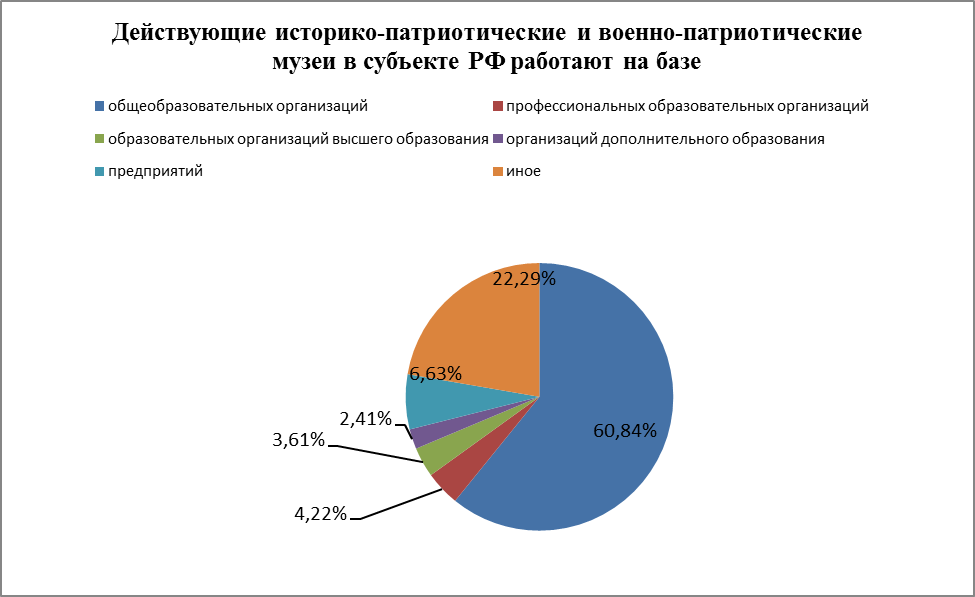 Действующие историко-патриотические и военно-патриотические
музеи в субъекте РФ работают на базе
общеобразовательных организаций
профессиональных образовательных организаций
образовательных организаций высшего образования
организаций дополнительного образования
предприятий
иное
22,29%
6,63%
2,41%
60,84%
3,61%
4,22%